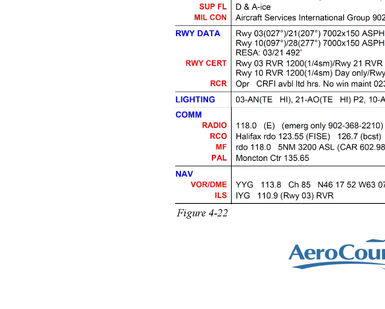 SUP FL D & A-ice
MIL CON Aircraft Services International Group 902
RWY DATA Rwy 03(027°)/21(207°) 7002x150 ASPH
Rwy 10(097°)/28(277°) 7000x150 ASPH
RESA: 03/21 492'
RWY CERT Rwy 03 RVR 1200(1/4sm)/Rwy 21 RVR
Rwy 10 RVR 1200(1/4sm) Day only/Rwy
RCR Opr CRFI avbl ltd hrs. No win maint 023
LIGHTING 03-AN(TE HI), 21-AO(TE HI) P2, 10-A
COMM
RADIO 118.0 (E) (emerg only 902-368-2210)
RCO Halifax rdo 123.55 (FISE) 126.7 (bcst)
MF rdo 118.0 5NM 3200 ASL (CAR 602.98
PAL Moncton Ctr 135.65
NAV
VOR/DME YYG 113.8 Ch 85 N46 17 52 W63 07
ILS IYG 110.9 (Rwy 03) RVR
Figure 4-22
AeroCour